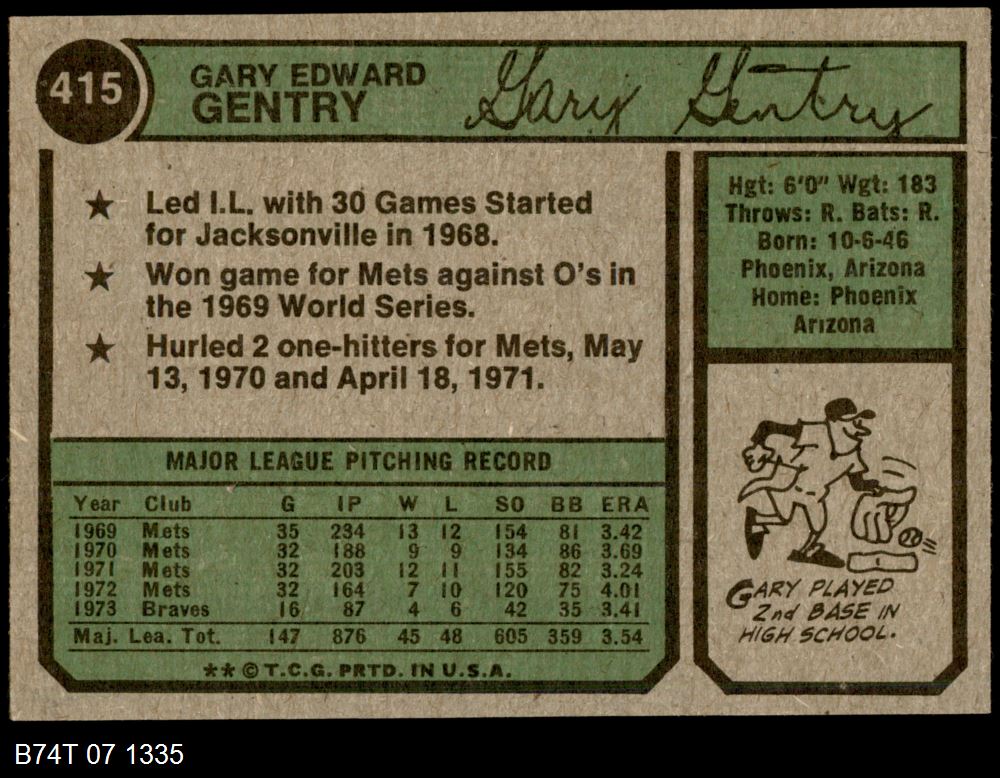 415
GARY EDWARD
GENTRY
Gary Gentry
★ Led I.L. with 30 Games Started
for Jacksonville in 1968.
★ Won game for Mets against O's in
the 1969 World Series.
★ Hurled 2 one-hitters for Mets, May
13, 1970 and April 18, 1971.
Hgt: 6'0" Wgt: 183
Throws: R. Bats: R.
Born: 10-6-46
Phoenix, Arizona
Home: Phoenix
Arizona
MAJOR LEAGUE PITCHING RECORD
Year Club G IP W L SO BB ERA
1969 Mets 35 234 13 12 154 81 3.42
1970 Mets 32 188 9 9 134 86 3.69
1971 Mets 32 203 12 11 155 82 3.24
1972 Mets 32 164 7 10 120 75 4.01
1973 Braves 16 87 4 6 42 35 3.41
Maj. Lea. Tot. 147 876 45 48 605 359 3.54
** © T.C.G. PRTD. IN U.S.A.
GARY PLAYED
2nd BASE IN
HIGH SCHOOL.
B74T 07 1335